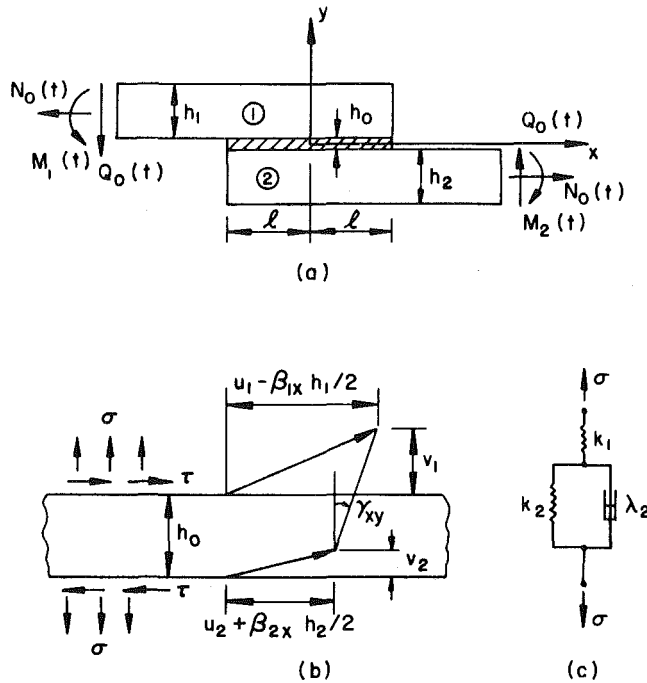 y
N₀(t)
h₁
①
h₀
Q₀(t)
x
M₁(t)
Q₀(t)
②
h₂
N₀(t)
M₂(t)
ℓ ℓ
(a)
u₁ − β₁ₓ h₁/2
σ
τ
v₁
h₀
γxy
v₂
τ
σ
u₂ + β₂ₓ h₂/2
(b)
σ
k₁
k₂
λ₂
σ
(c)